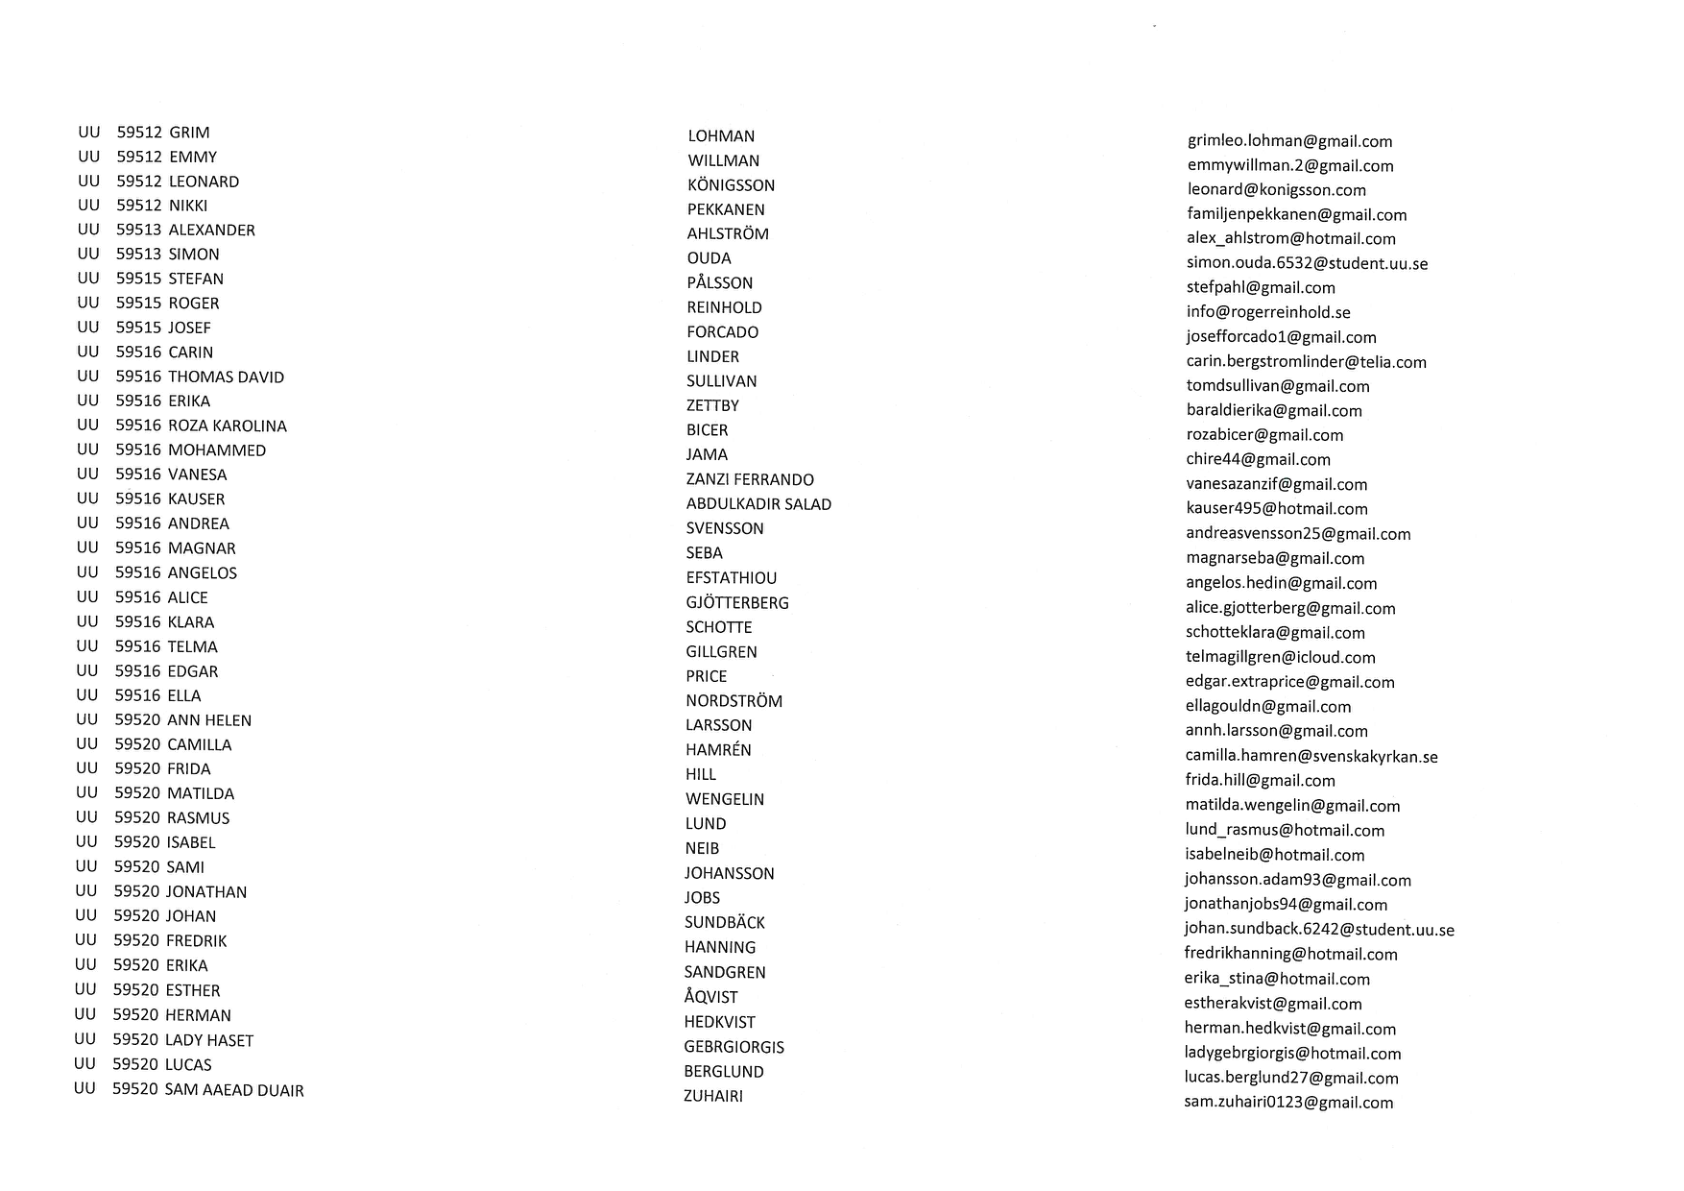 UU 59512 GRIM LOHMAN grimleo.lohman@gmail.com
UU 59512 EMMY WILLMAN emmywillman.2@gmail.com
UU 59512 LEONARD KÖNIGSSON leonard@konigsson.com
UU 59512 NIKKI PEKKANEN familjenpekkanen@gmail.com
UU 59513 ALEXANDER AHLSTRÖM alex_ahlstrom@hotmail.com
UU 59513 SIMON OUDA simon.ouda.6532@student.uu.se
UU 59515 STEFAN PÅLSSON stefpahl@gmail.com
UU 59515 ROGER REINHOLD info@rogerreinhold.se
UU 59515 JOSEF FORCADO josefforcado1@gmail.com
UU 59516 CARIN LINDER carin.bergstromlinder@telia.com
UU 59516 THOMAS DAVID SULLIVAN tomdsullivan@gmail.com
UU 59516 ERIKA ZETTBY baraldierika@gmail.com
UU 59516 ROZA KAROLINA BICER rozabicer@gmail.com
UU 59516 MOHAMMED JAMA chire44@gmail.com
UU 59516 VANESA ZANZI FERRANDO vanesazanzif@gmail.com
UU 59516 KAUSER ABDULKADIR SALAD kauser495@hotmail.com
UU 59516 ANDREA SVENSSON andreasvensson25@gmail.com
UU 59516 MAGNAR SEBA magnarseba@gmail.com
UU 59516 ANGELOS EFSTATHIOU angelos.hedin@gmail.com
UU 59516 ALICE GJÖTTERBERG alice.gjotterberg@gmail.com
UU 59516 KLARA SCHOTTE schotteklara@gmail.com
UU 59516 TELMA GILLGREN telmagillgren@icloud.com
UU 59516 EDGAR PRICE edgar.extraprice@gmail.com
UU 59516 ELLA NORDSTRÖM ellagouldn@gmail.com
UU 59520 ANN HELEN LARSSON annh.larsson@gmail.com
UU 59520 CAMILLA HAMRÉN camilla.hamren@svenskakyrkan.se
UU 59520 FRIDA HILL frida.hill@gmail.com
UU 59520 MATILDA WENGELIN matilda.wengelin@gmail.com
UU 59520 RASMUS LUND lund_rasmus@hotmail.com
UU 59520 ISABEL NEIB isabelneib@hotmail.com
UU 59520 SAMI JOHANSSON johansson.adam93@gmail.com
UU 59520 JONATHAN JOBS jonathanjobs94@gmail.com
UU 59520 JOHAN SUNDBÄCK johan.sundback.6242@student.uu.se
UU 59520 FREDRIK HANNING fredrikhanning@hotmail.com
UU 59520 ERIKA SANDGREN erika_stina@hotmail.com
UU 59520 ESTHER ÅQVIST estherakvist@gmail.com
UU 59520 HERMAN HEDKVIST herman.hedkvist@gmail.com
UU 59520 LADY HASET GEBRGIORGIS ladygebrgiorgis@hotmail.com
UU 59520 LUCAS BERGLUND lucas.berglund27@gmail.com
UU 59520 SAM AAEAD DUAIR ZUHAIRI sam.zuhairi0123@gmail.com